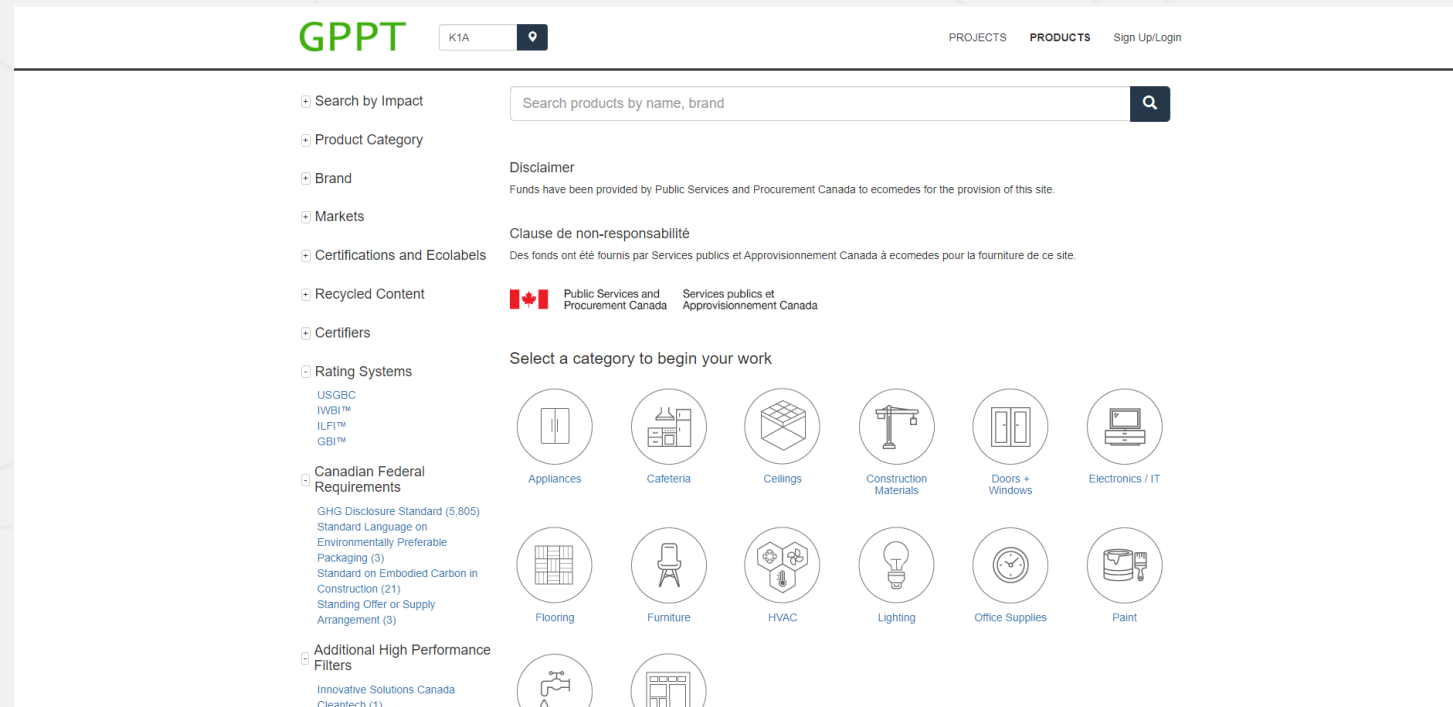 GPPT
K1A
PROJECTS PRODUCTS Sign Up/Login
Search by Impact
Product Category
Brand
Markets
Certifications and Ecolabels
Recycled Content
Certifiers
Rating Systems
USGBC
IWBI™
ILFI™
GBI™
Canadian Federal
Requirements
GHG Disclosure Standard (5,805)
Standard Language on
Environmentally Preferable
Packaging (3)
Standard on Embodied Carbon in
Construction (21)
Standing Offer or Supply
Arrangement (3)
Additional High Performance
Filters
Innovative Solutions Canada
Cleantech (1)
Search products by name, brand
Disclaimer
Funds have been provided by Public Services and Procurement Canada to ecomedes for the provision of this site.
Clause de non-responsabilité
Des fonds ont été fournis par Services publics et Approvisionnement Canada à ecomedes pour la fourniture de ce site.
Public Services and Services publics et
Procurement Canada Approvisionnement Canada
Select a category to begin your work
Appliances
Cafeteria
Ceilings
Construction
Materials
Doors +
Windows
Electronics / IT
Flooring
Furniture
HVAC
Lighting
Office Supplies
Paint